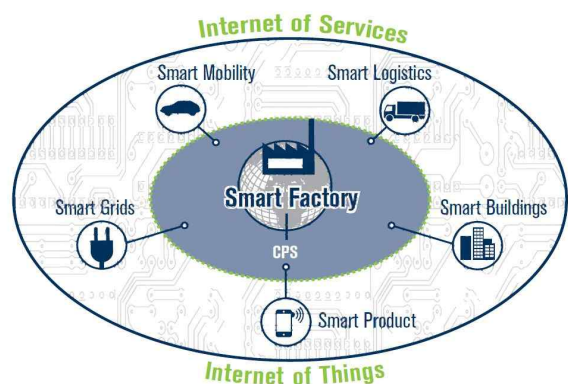 Internet of Services
Smart Mobility
Smart Logistics
Smart Factory
Smart Grids
Smart Buildings
CPS
Smart Product
Internet of Things